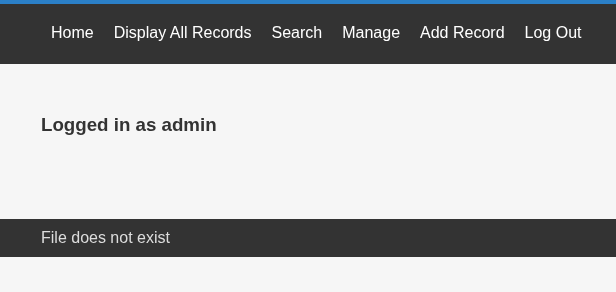 Home Display All Records Search Manage Add Record Log Out
Logged in as admin
File does not exist